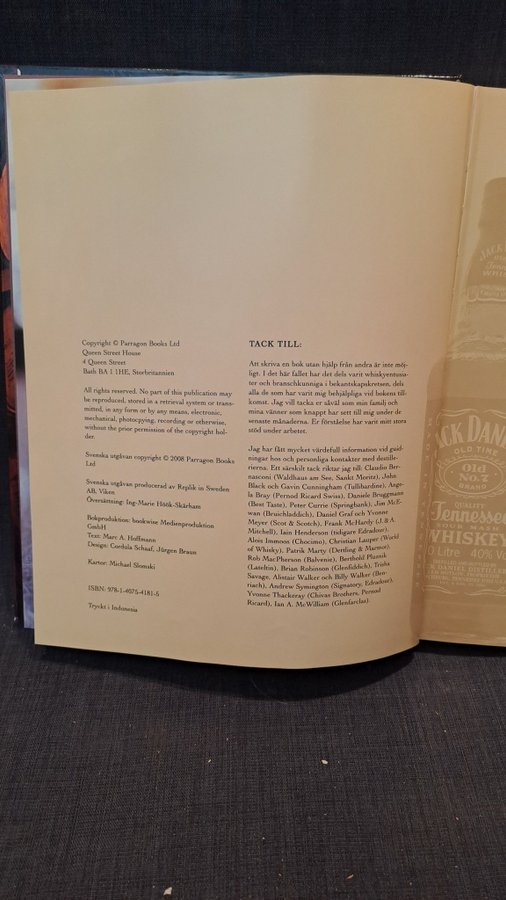 Copyright © Parragon Books Ltd
Queen Street House
4 Queen Street
Bath BA 1 1HE, Storbritannien
All rights reserved. No part of this publication may
be reproduced, stored in a retrieval system or trans-
mitted, in any form or by any means, electronic,
mechanical, photocpying, recording or otherwise,
without the prior permission of the copyright hol-
der.
Svenska utgåvan copyright © 2008 Parragon Books
Ltd
Svenska utgåvan producerad av Replik in Sweden
AB, Viken
Översättning: Ing-Marie Höök-Skärham
Bokproduktion: bookwise Medienproduktion
GmbH
Text: Marc A. Hoffmann
Design: Cordula Schaaf, Jürgen Braun
Kartor: Michael Slomski
ISBN: 978-1-4075-4181-5
Tryckt i Indonesia
TACK TILL:
Att skriva en bok utan hjälp från andra är inte möj-
ligt. I det här fallet har det dels varit whiskyentusia-
ter och branschkunniga i bekantskapskretsen, dels
alla de som har varit mig behjälpliga vid bokens till-
komst. Jag vill tacka er såväl som min familj och
mina vänner som knappt har sett till mig under de
senaste månaderna. Er förståelse har varit mitt stora
stöd under arbetet.
Jag har fått mycket värdefull information vid guid-
ningar hos och personliga kontakter med destille-
rierna. Ett särskilt tack riktar jag till: Claudio Ber-
nasconi (Waldhaus am See, Sankt Moritz), John
Black och Gavin Cunningham (Tullibardine), Ange-
la Bray (Pernod Ricard Swiss), Daniele Bruggmann
(Best Taste), Peter Currie (Springbank), Jim McE-
wan (Bruichladdich), Daniel Graf och Yvonne
Meyer (Scot & Scotch), Frank McHardy (J.&A.
Mitchell), Iain Henderson (tidigare Edradour),
Alois Immoos (Chocimo), Christian Lauper (World
of Whisky), Patrik Marty (Dettling & Marmot),
Rob MacPherson (Balvenie), Berthold Pluznik
(Lateltin), Brian Robinson (Glenfiddich), Trisha
Savage, Alistair Walker och Billy Walker (Ben-
riach), Andrew Symington (Signatory, Edradour),
Yvonne Thackeray (Chivas Brothers, Pernod
Ricard), Ian A. McWilliam (Glenfarclas).
JACK
OLD
Tenn
WHIS
CK DANI
OLD TIME
Old
No. 7
BRAND
QUALITY
Tennessee
SOUR MASH
WHISKEY
Litre 40% V